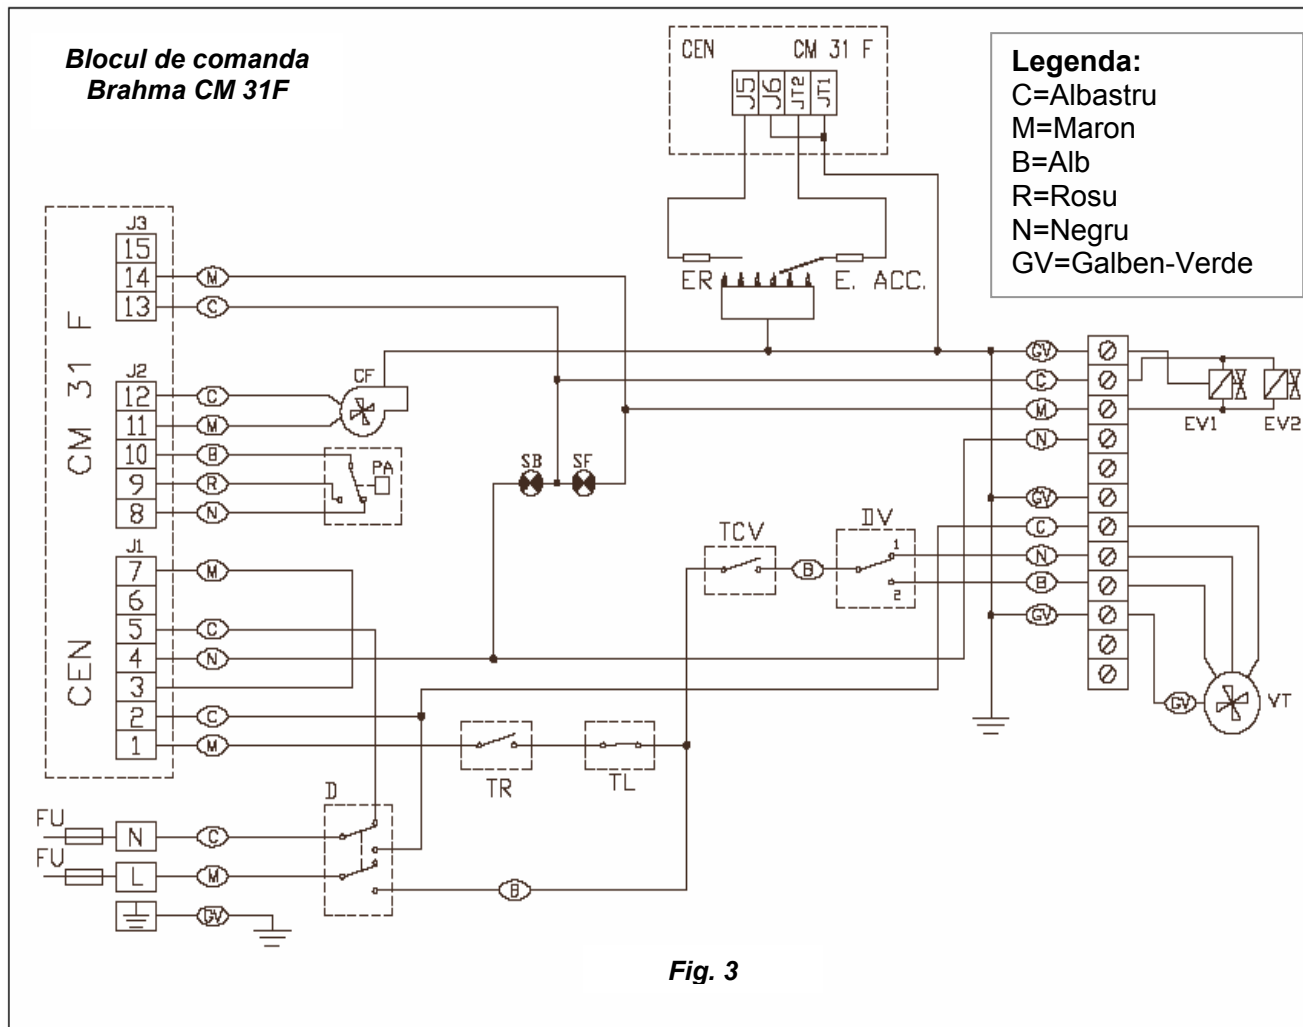 Blocul de comanda
Brahma CM 31F
CEN CM 31 F
J5 J6 JT2 JT1
Legenda:
C=Albastru
M=Maron
B=Alb
R=Rosu
N=Negru
GV=Galben-Verde
ER E. ACC.
CEN CM 31 F
J3
15
14 M
13 C
J2
12 C
11 M
10 B
9 R
8 N
CF
PA
J1
7 M
6
5 C
4 N
3
2 C
1 M
SB SF
TR TL
TCV B DV
1
2
GV
C
M
N
GV
C
N
B
GV
EV1 EV2
GV VT
D
FU N C
FU L M
GV
B
Fig. 3